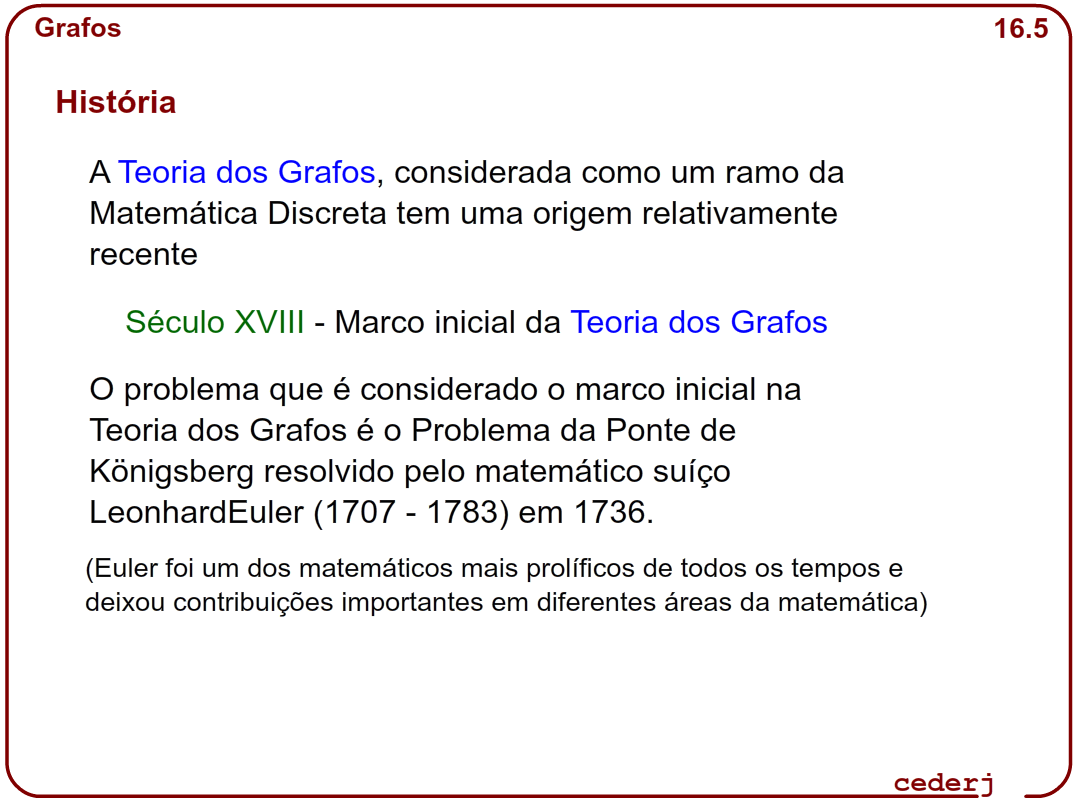 Grafos
16.5
História
A Teoria dos Grafos, considerada como um ramo da
Matemática Discreta tem uma origem relativamente
recente
Século XVIII - Marco inicial da Teoria dos Grafos
O problema que é considerado o marco inicial na
Teoria dos Grafos é o Problema da Ponte de
Königsberg resolvido pelo matemático suíço
LeonhardEuler (1707 - 1783) em 1736.
(Euler foi um dos matemáticos mais prolíficos de todos os tempos e
deixou contribuições importantes em diferentes áreas da matemática)
cederj